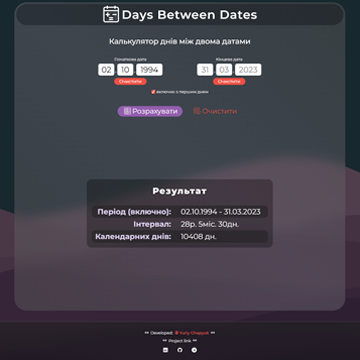 Days Between Dates
Калькулятор днів між двома датами
Початкова дата
Кінцева дата
02 10 1994
31 03 2023
Очистити
Очистити
включно з першим днем
Розрахувати
Очистити
Результат
Період (включно): 02.10.1994 - 31.03.2023
Інтервал: 28р. 5міс. 30дн.
Календарних днів: 10408 дн.
** Developed: Yuriy Chopyuk **
** Project link **